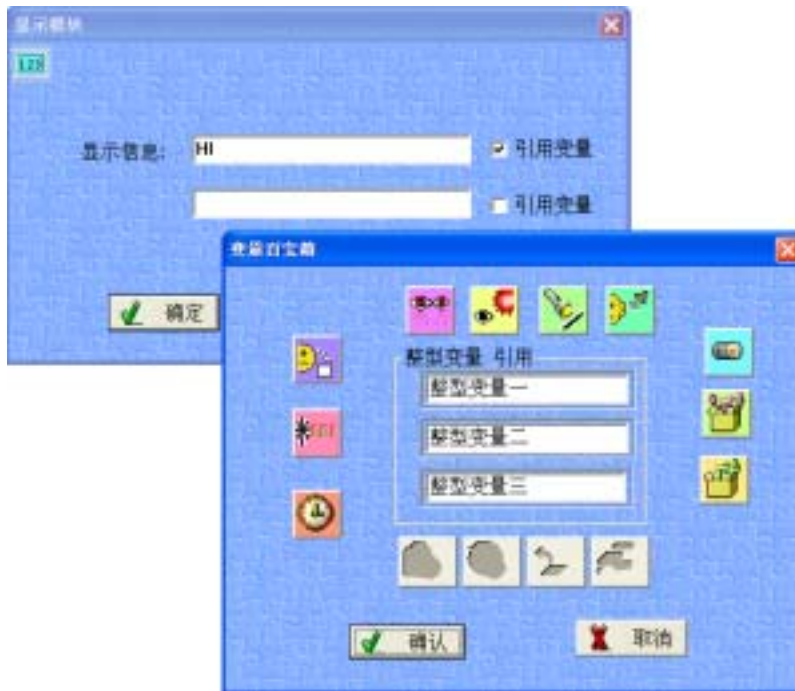 显示模块
123
显示信息: HI 引用变量
引用变量
确定
变量百宝箱
整型变量 引用
整型变量一
整型变量二
整型变量三
确认
取消